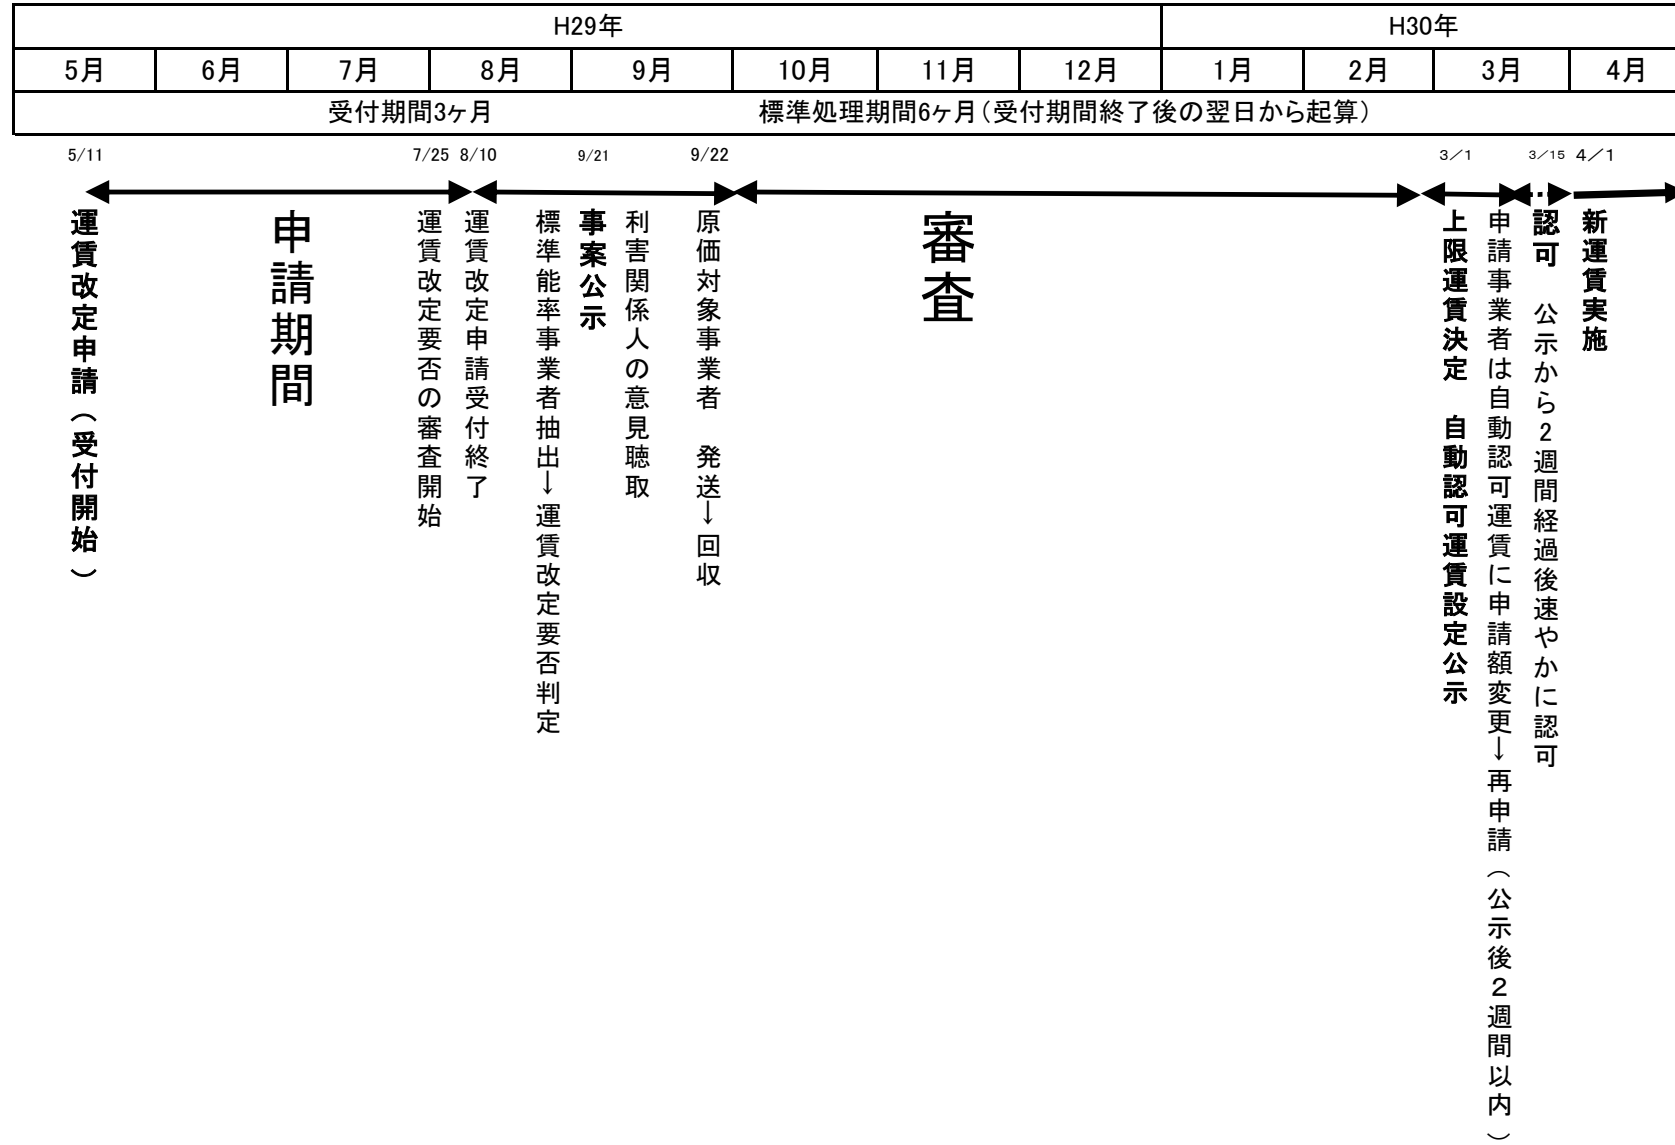 H29年
H30年
5月
6月
7月
8月
9月
10月
11月
12月
1月
2月
3月
4月
受付期間3ヶ月
標準処理期間6ヶ月（受付期間終了後の翌日から起算）
5/11
7/25
8/10
9/21
9/22
3／1
3／15
4／1
運賃改定申請（受付開始）
申請期間
運賃改定要否の審査開始
運賃改定申請受付終了
標準能率事業者抽出→運賃改定要否判定
事案公示
利害関係人の意見聴取
原価対象事業者　発送→回収
審査
上限運賃決定　自動認可運賃設定公示
申請事業者は自動認可運賃に申請額変更→再申請（公示後２週間以内）
認可　公示から2週間経過後速やかに認可
新運賃実施